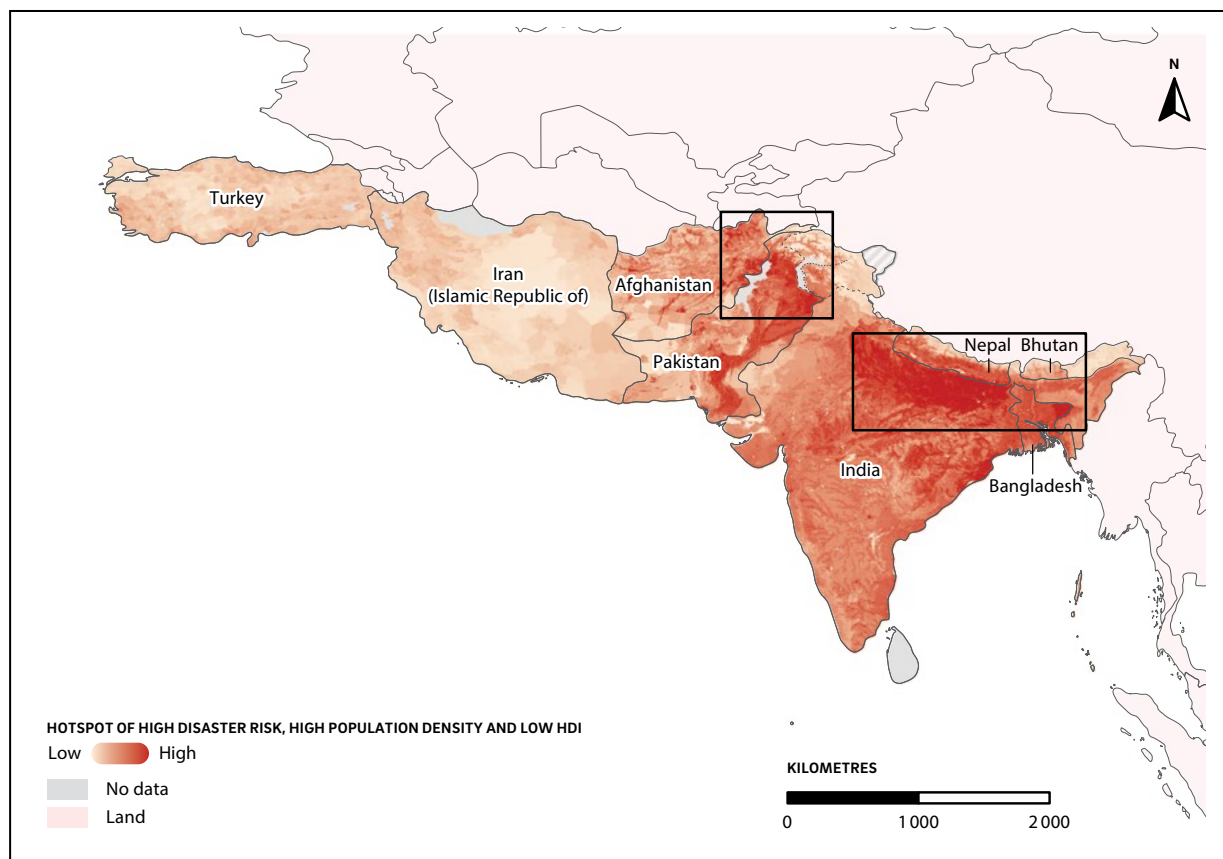 N
Turkey
Iran
(Islamic Republic of)
Afghanistan
Pakistan
Nepal
Bhutan
India
Bangladesh
HOTSPOT OF HIGH DISASTER RISK, HIGH POPULATION DENSITY AND LOW HDI
Low High
No data
Land
KILOMETRES
0 1 000 2 000